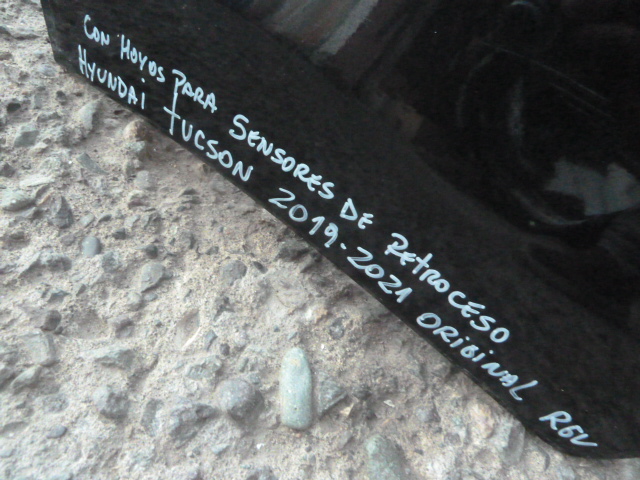 CON HOYOS PARA SENSORES DE RETROCESO
HYUNDAI TUCSON 2019-2021 ORIGINAL RGV